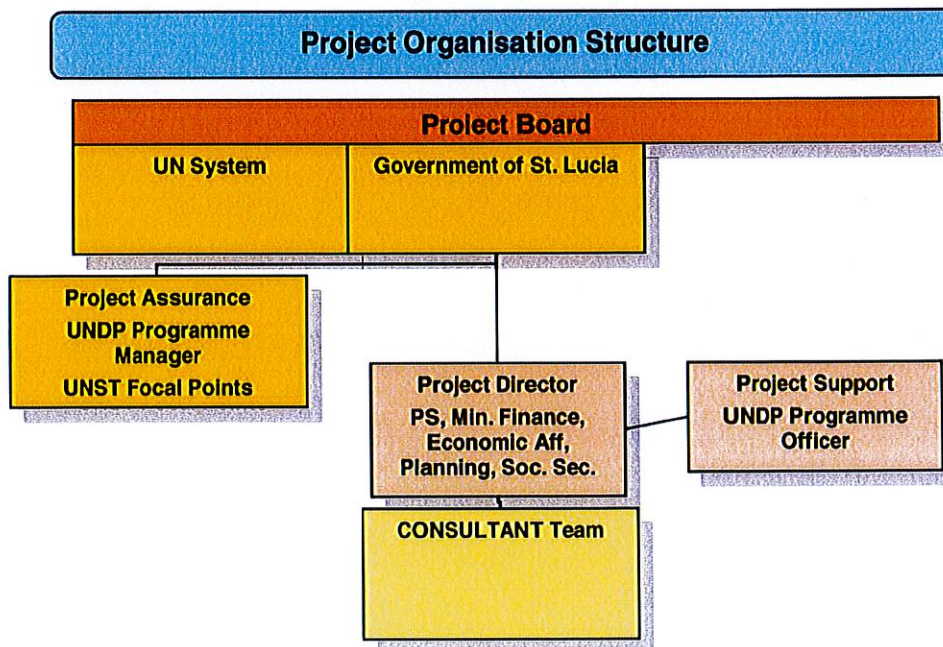 Project Organisation Structure
Project Board
UN System
Government of St. Lucia
Project Assurance
UNDP Programme
Manager
UNST Focal Points
Project Director
PS, Min. Finance,
Economic Aff,
Planning, Soc. Sec.
Project Support
UNDP Programme
Officer
CONSULTANT Team